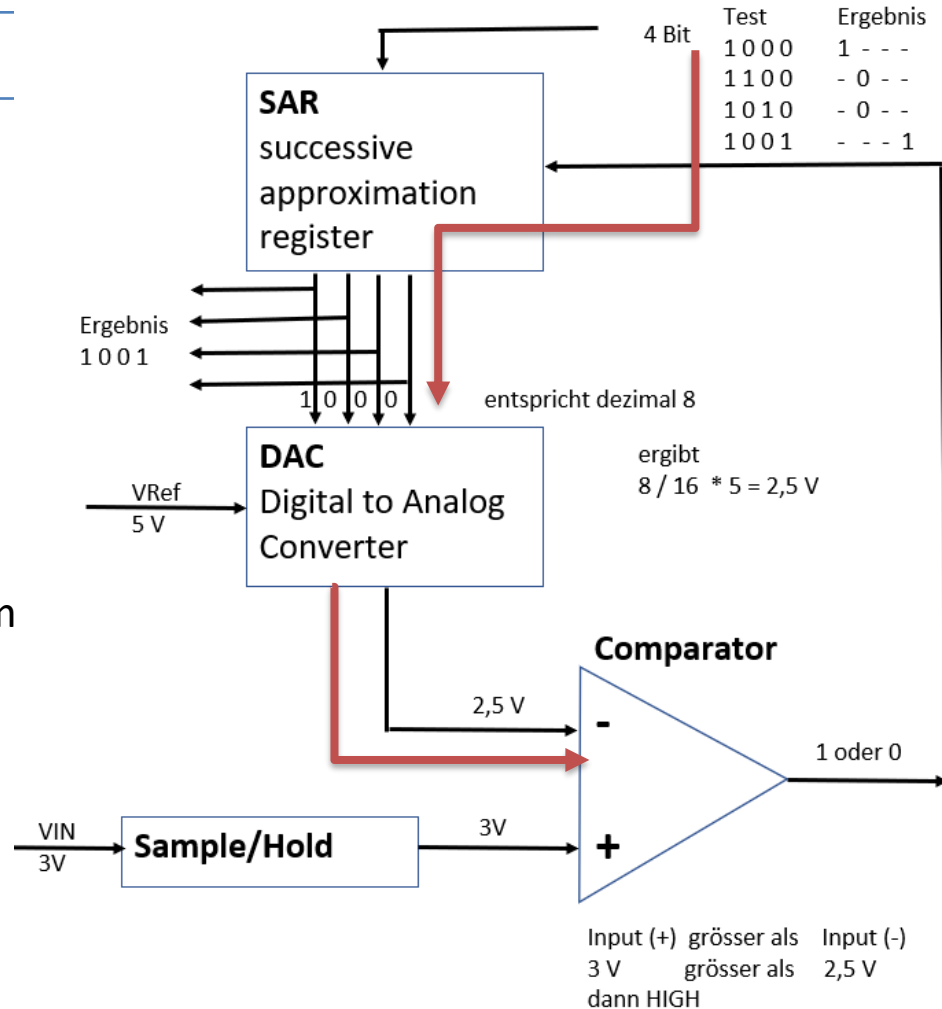 4 Bit
Test Ergebnis
1 0 0 0 1 - - -
1 1 0 0 - 0 - -
1 0 1 0 - 0 - -
1 0 0 1 - - - 1
SAR
successive
approximation
register
Ergebnis
1 0 0 1
1 0 0 0
entspricht dezimal 8
DAC
Digital to Analog
Converter
VRef
5 V
ergibt
8 / 16 * 5 = 2,5 V
Comparator
2,5 V
-
1 oder 0
VIN
3V
Sample/Hold
3V
+
Input (+) grösser als Input (-)
3 V grösser als 2,5 V
dann HIGH